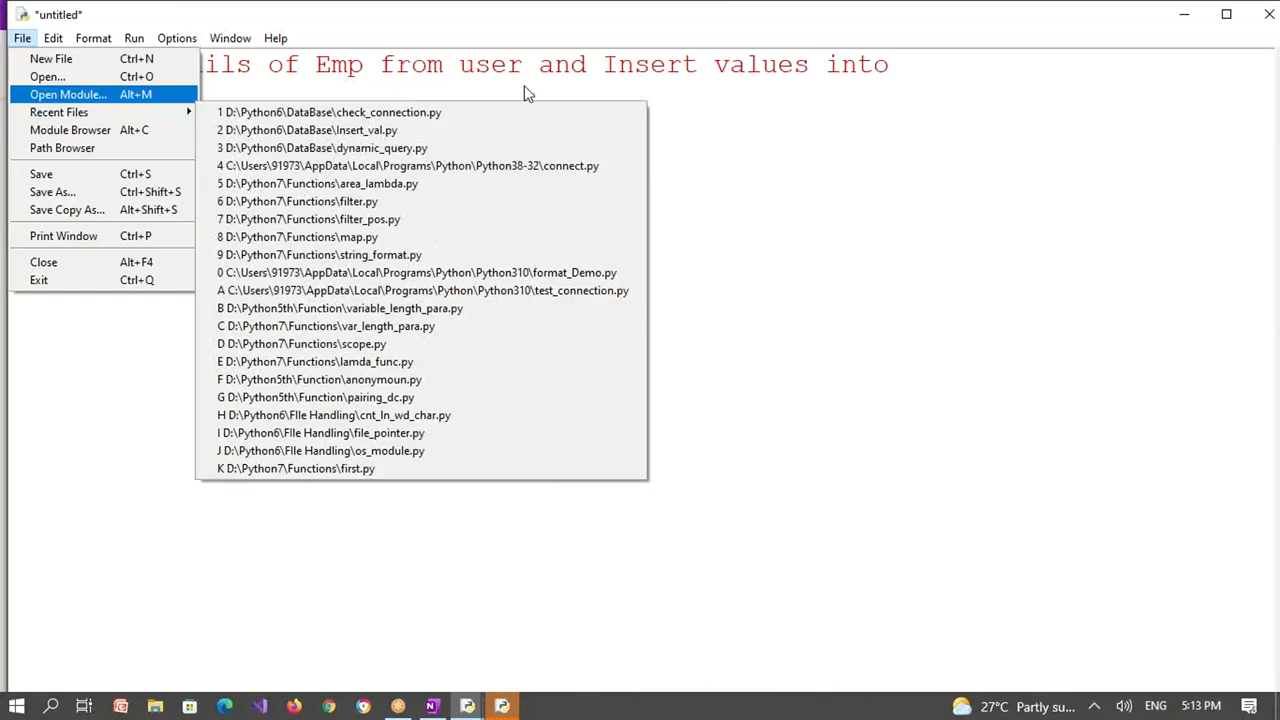 *untitled*
File Edit Format Run Options Window Help
ils of Emp from user and Insert values into
New File Ctrl+N
Open... Ctrl+O
Open Module... Alt+M
Recent Files
Module Browser Alt+C
Path Browser
Save Ctrl+S
Save As... Ctrl+Shift+S
Save Copy As... Alt+Shift+S
Print Window Ctrl+P
Close Alt+F4
Exit Ctrl+Q
1 D:\Python6\DataBase\check_connection.py
2 D:\Python6\DataBase\Insert_val.py
3 D:\Python6\DataBase\dynamic_query.py
4 C:\Users\91973\AppData\Local\Programs\Python\Python38-32\connect.py
5 D:\Python7\Functions\area_lambda.py
6 D:\Python7\Functions\filter.py
7 D:\Python7\Functions\filter_pos.py
8 D:\Python7\Functions\map.py
9 D:\Python7\Functions\string_format.py
0 C:\Users\91973\AppData\Local\Programs\Python\Python310\format_Demo.py
A C:\Users\91973\AppData\Local\Programs\Python\Python310\test_connection.py
B D:\Python5th\Function\variable_length_para.py
C D:\Python7\Functions\var_length_para.py
D D:\Python7\Functions\scope.py
E D:\Python7\Functions\lamda_func.py
F D:\Python5th\Function\anonymoun.py
G D:\Python5th\Function\pairing_dc.py
H D:\Python6\FIle Handling\cnt_ln_wd_char.py
I D:\Python6\FIle Handling\file_pointer.py
J D:\Python6\FIle Handling\os_module.py
K D:\Python7\Functions\first.py
27°C Partly su... ENG 5:13 PM